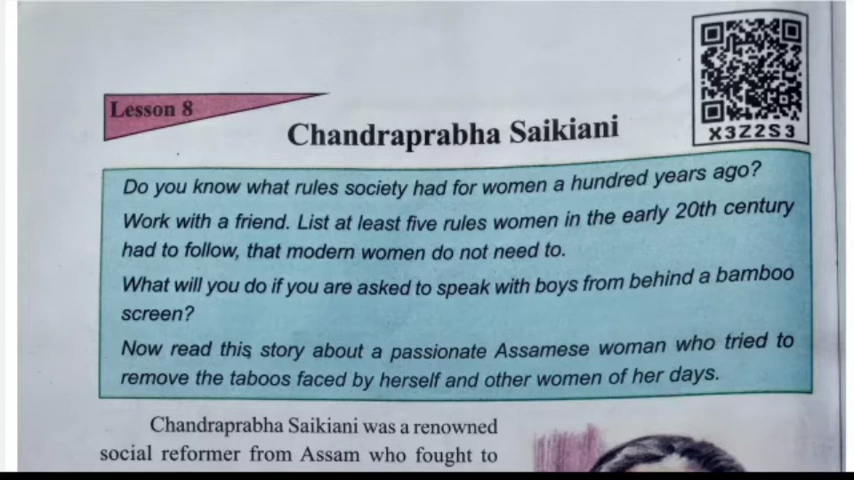 X3Z2S3
Lesson 8
Chandraprabha Saikiani
Do you know what rules society had for women a hundred years ago?
Work with a friend. List at least five rules women in the early 20th century
had to follow, that modern women do not need to.
What will you do if you are asked to speak with boys from behind a bamboo
screen?
Now read this story about a passionate Assamese woman who tried to
remove the taboos faced by herself and other women of her days.
Chandraprabha Saikiani was a renowned
social reformer from Assam who fought to